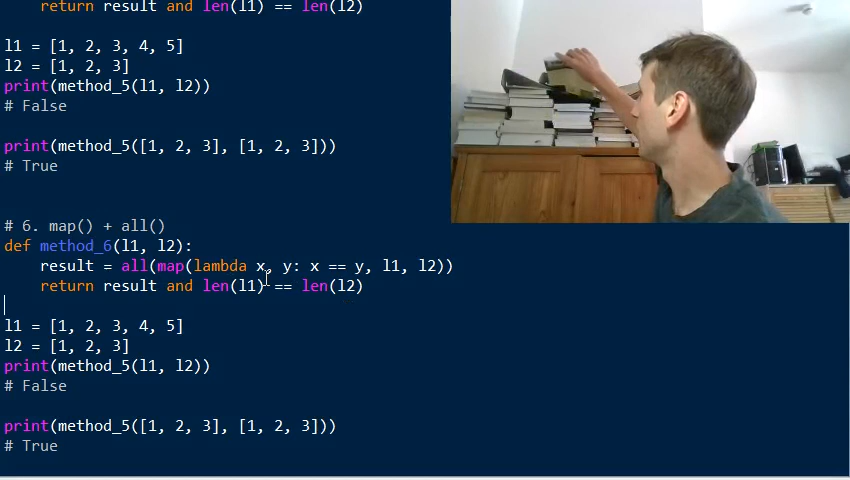 return result and len(l1) == len(l2)
l1 = [1, 2, 3, 4, 5]
l2 = [1, 2, 3]
print(method_5(l1, l2))
# False
print(method_5([1, 2, 3], [1, 2, 3]))
# True
# 6. map() + all()
def method_6(l1, l2):
    result = all(map(lambda x, y: x == y, l1, l2))
    return result and len(l1) == len(l2)
l1 = [1, 2, 3, 4, 5]
l2 = [1, 2, 3]
print(method_5(l1, l2))
# False
print(method_5([1, 2, 3], [1, 2, 3]))
# True